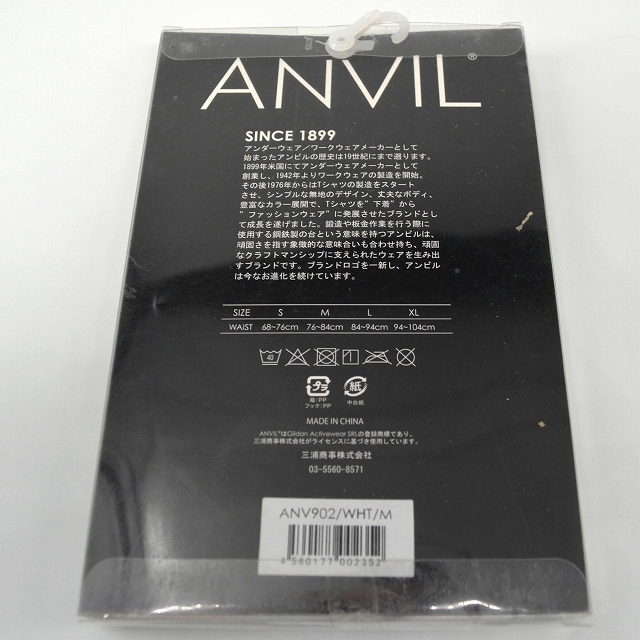 ANVIL®
SINCE 1899
アンダーウェア／ワークウェアメーカーとして
始まったアンビルの歴史は19世紀にまで遡ります。
1899年米国にてアンダーウェアメーカーとして
創業し、1942年よりワークウェアの製造を開始。
その後1976年からはTシャツの製造をスタート
させ、シンプルな無地のデザイン、丈夫なボディ、
豊富なカラー展開で、Tシャツを"下着"から
"ファッションウェア"に発展させたブランドとし
て成長を遂げました。鍛造や板金作業を行う際に
使用する鋼鉄製の台という意味を持つアンビルは、
頑固さを指す象徴的な意味合いも合わせ持ち、頑固
なクラフトマンシップに支えられたウェアを生み出
すブランドです。ブランドロゴを一新し、アンビル
は今なお進化を続けています。
SIZE S M L XL
WAIST 68~76cm 76~84cm 84~94cm 94~104cm
40
プラ 紙
箱:PP 中台紙
フック:PP
MADE IN CHINA
ANVIL®はGildan Activewear SRLの登録商標であり、
三浦商事株式会社がライセンスに基づき使用しています。
三浦商事株式会社
03-5560-8571
ANV902/WHT/M
4560177002352